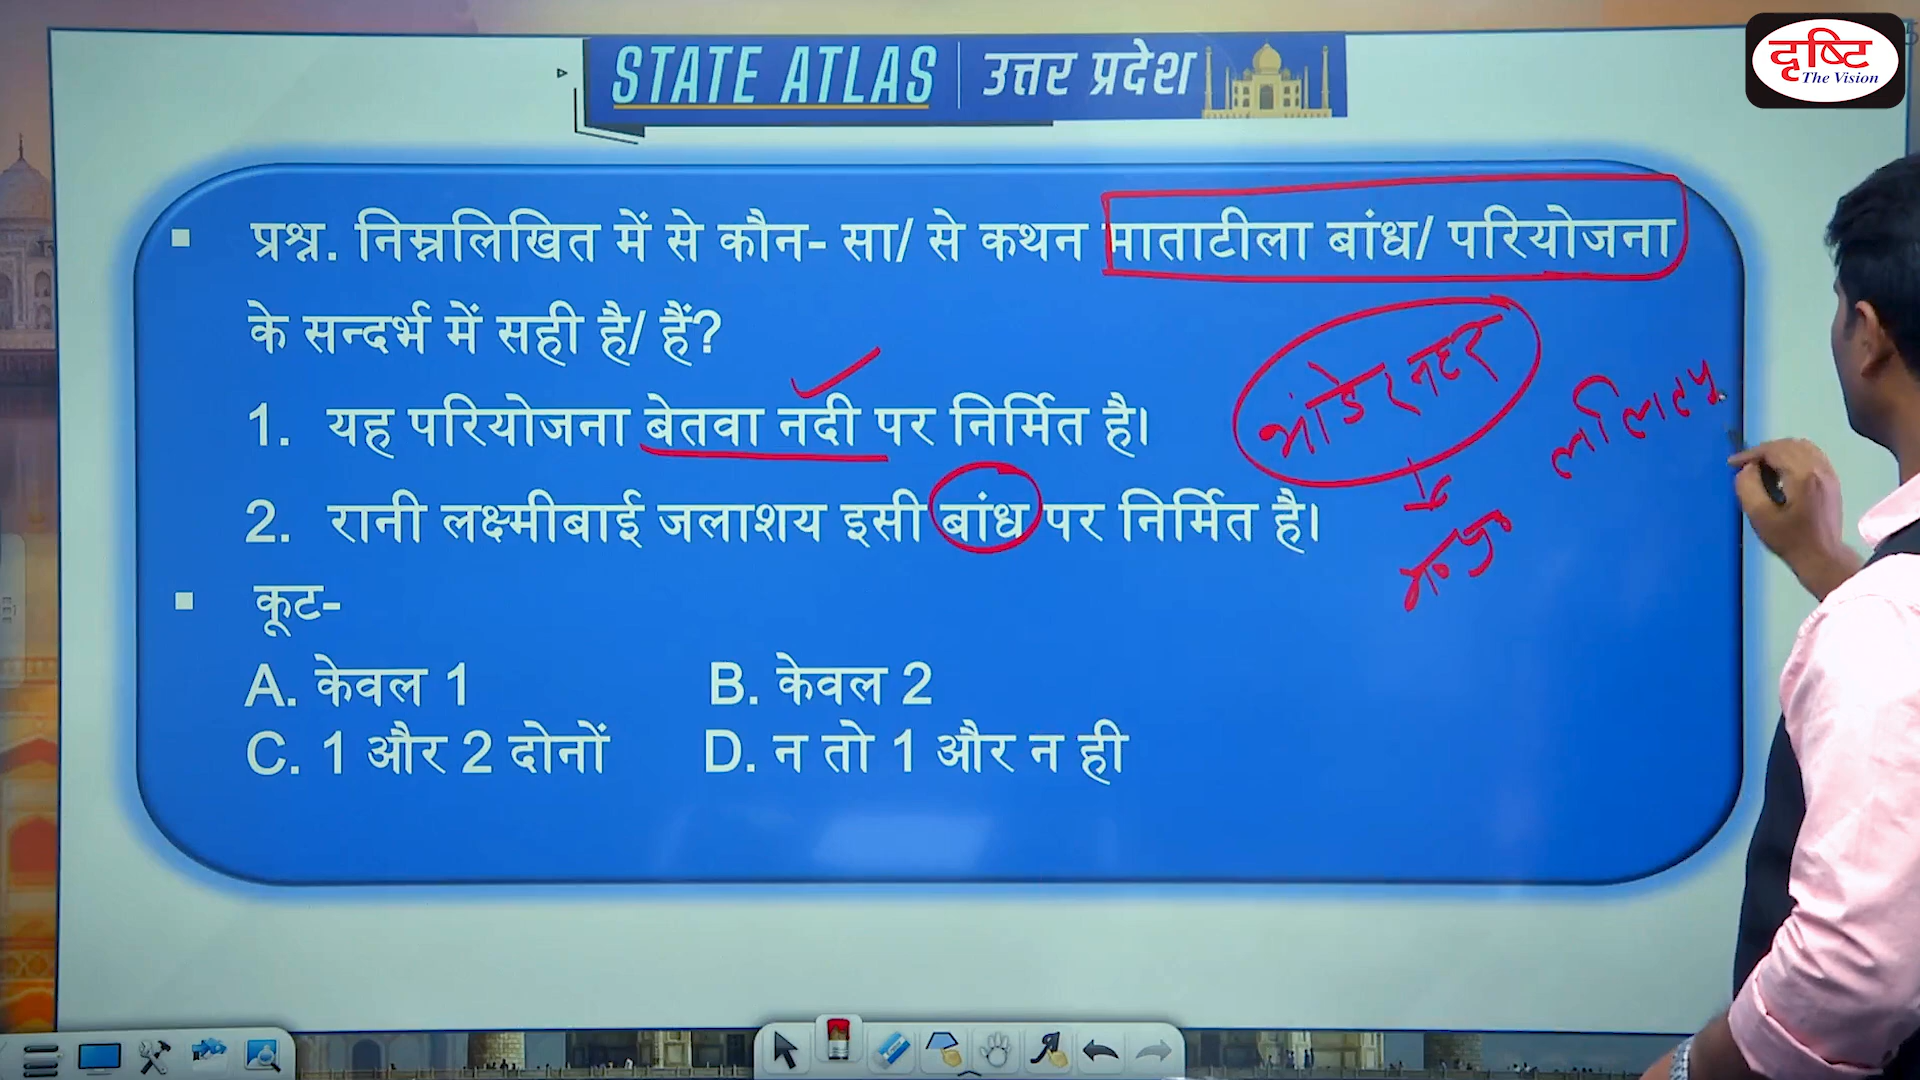 STATE ATLAS उत्तर प्रदेश
दृष्टि
The Vision
प्रश्न. निम्नलिखित में से कौन- सा/ से कथन माताटीला बांध/ परियोजना
के सन्दर्भ में सही है/ हैं?
1. यह परियोजना बेतवा नदी पर निर्मित है।
2. रानी लक्ष्मीबाई जलाशय इसी बांध पर निर्मित है।
भांडेर नहर
ललितपु
कूट-
A. केवल 1 B. केवल 2
C. 1 और 2 दोनों D. न तो 1 और न ही